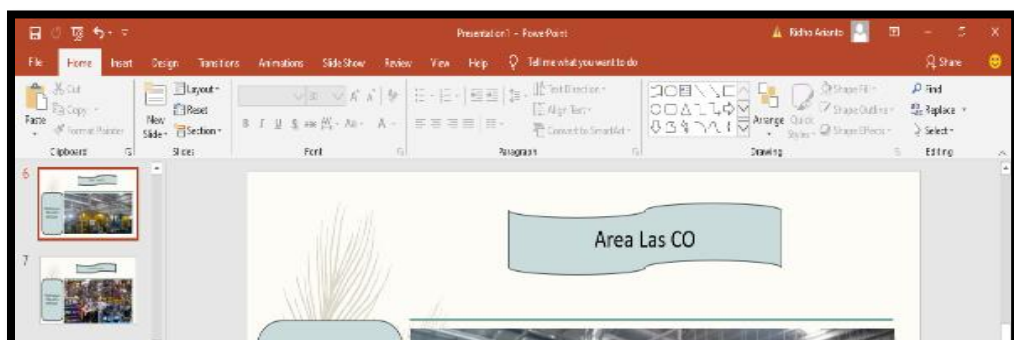 Presentation1 - PowerPoint
Ridho Arianto
File Home Insert Design Transitions Animations Slide Show Review View Help Tell me what you want to do Share
Paste
Cut
Copy
Format Painter
Clipboard
New Slide
Layout
Reset
Section
Slides
B I U S abc AV Aa A
Font
Text Direction
Align Text
Convert to SmartArt
Paragraph
Arrange
Quick Styles
Shape Fill
Shape Outline
Shape Effects
Drawing
Find
Replace
Select
Editing
6
7
Area Las CO